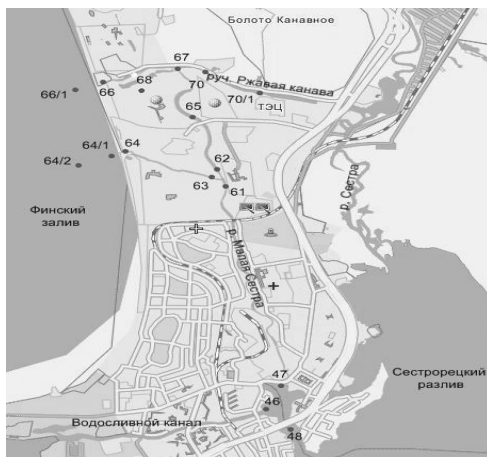 Болото Канавное
67
руч. Ржавая канава
66/1
66
68
70
70/1
ТЭЦ
65
64/1
64
64/2
62
63
61
Финский
залив
р. Сестра
р. Малая Сестра
47
Сестрорецкий
разлив
46
Водосливной канал
48